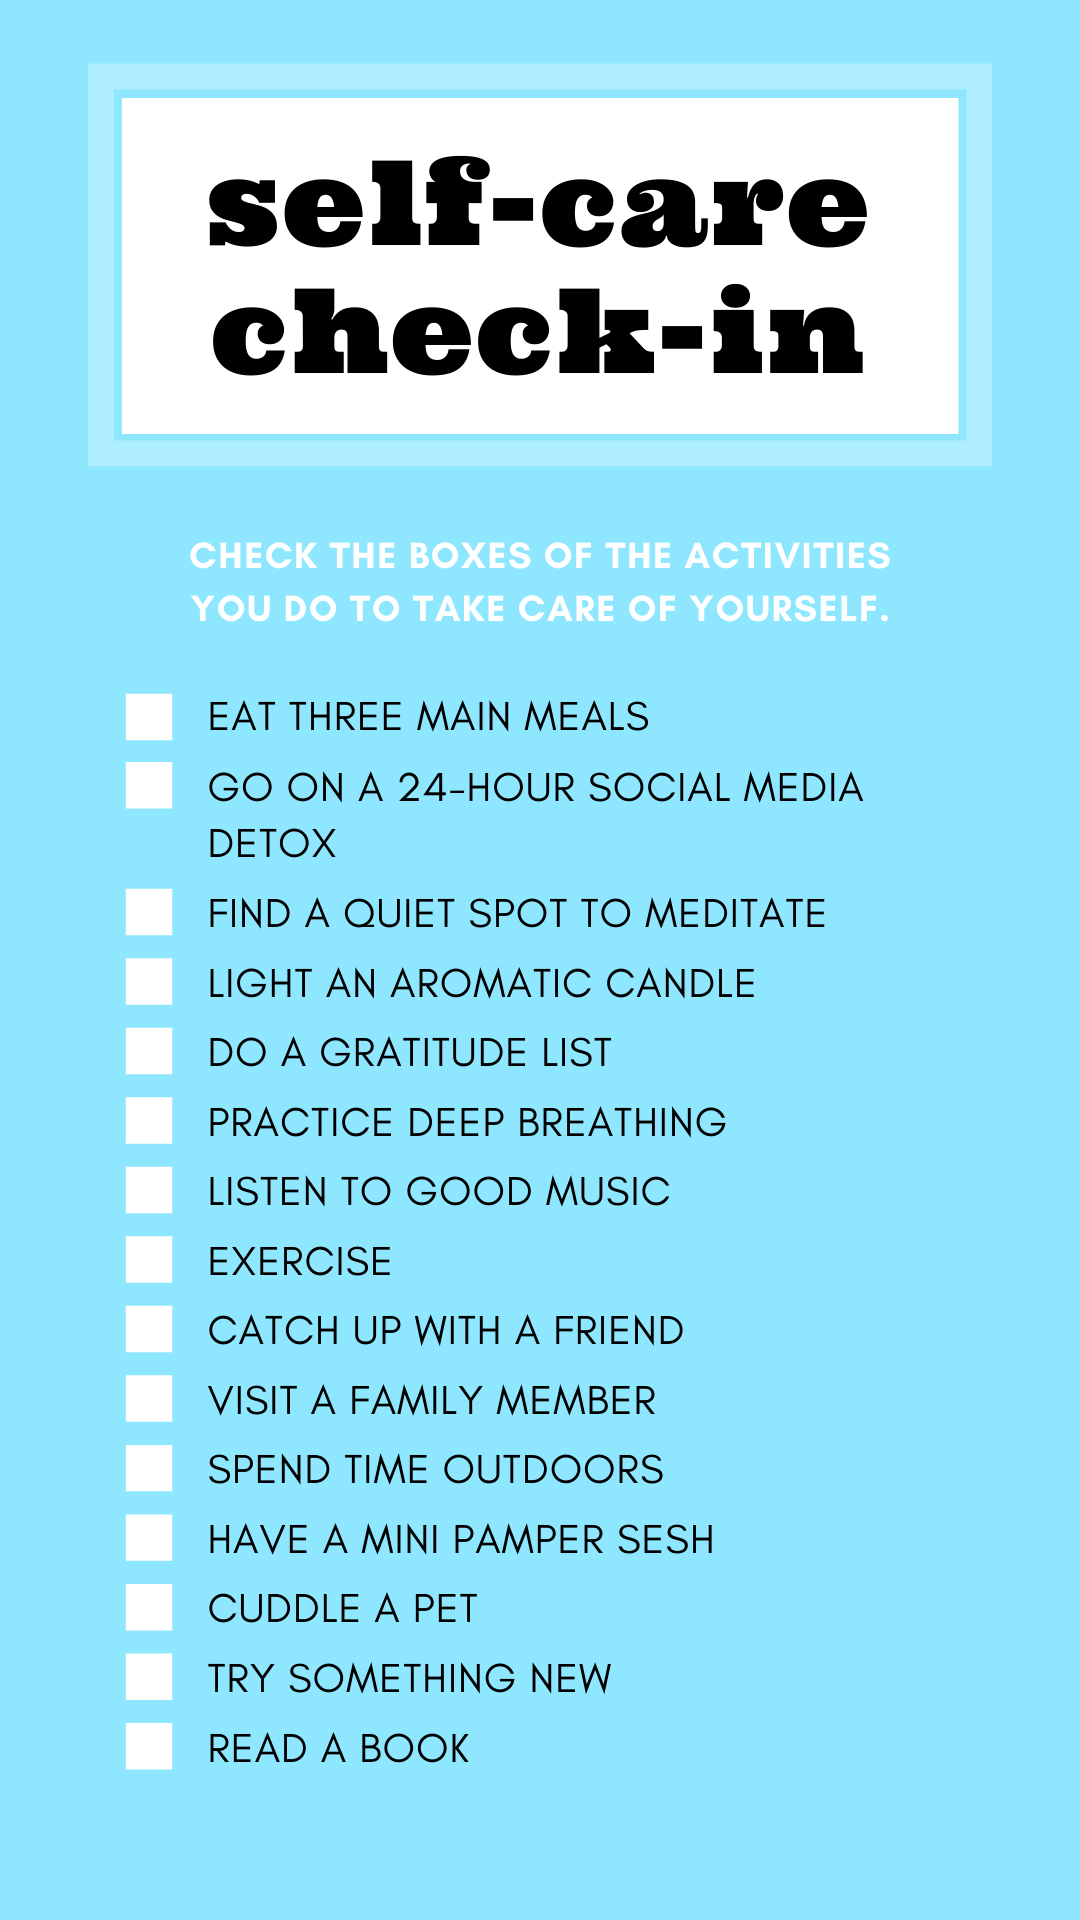 self-care
check-in
CHECK THE BOXES OF THE ACTIVITIES
YOU DO TO TAKE CARE OF YOURSELF.
EAT THREE MAIN MEALS
GO ON A 24-HOUR SOCIAL MEDIA
DETOX
FIND A QUIET SPOT TO MEDITATE
LIGHT AN AROMATIC CANDLE
DO A GRATITUDE LIST
PRACTICE DEEP BREATHING
LISTEN TO GOOD MUSIC
EXERCISE
CATCH UP WITH A FRIEND
VISIT A FAMILY MEMBER
SPEND TIME OUTDOORS
HAVE A MINI PAMPER SESH
CUDDLE A PET
TRY SOMETHING NEW
READ A BOOK